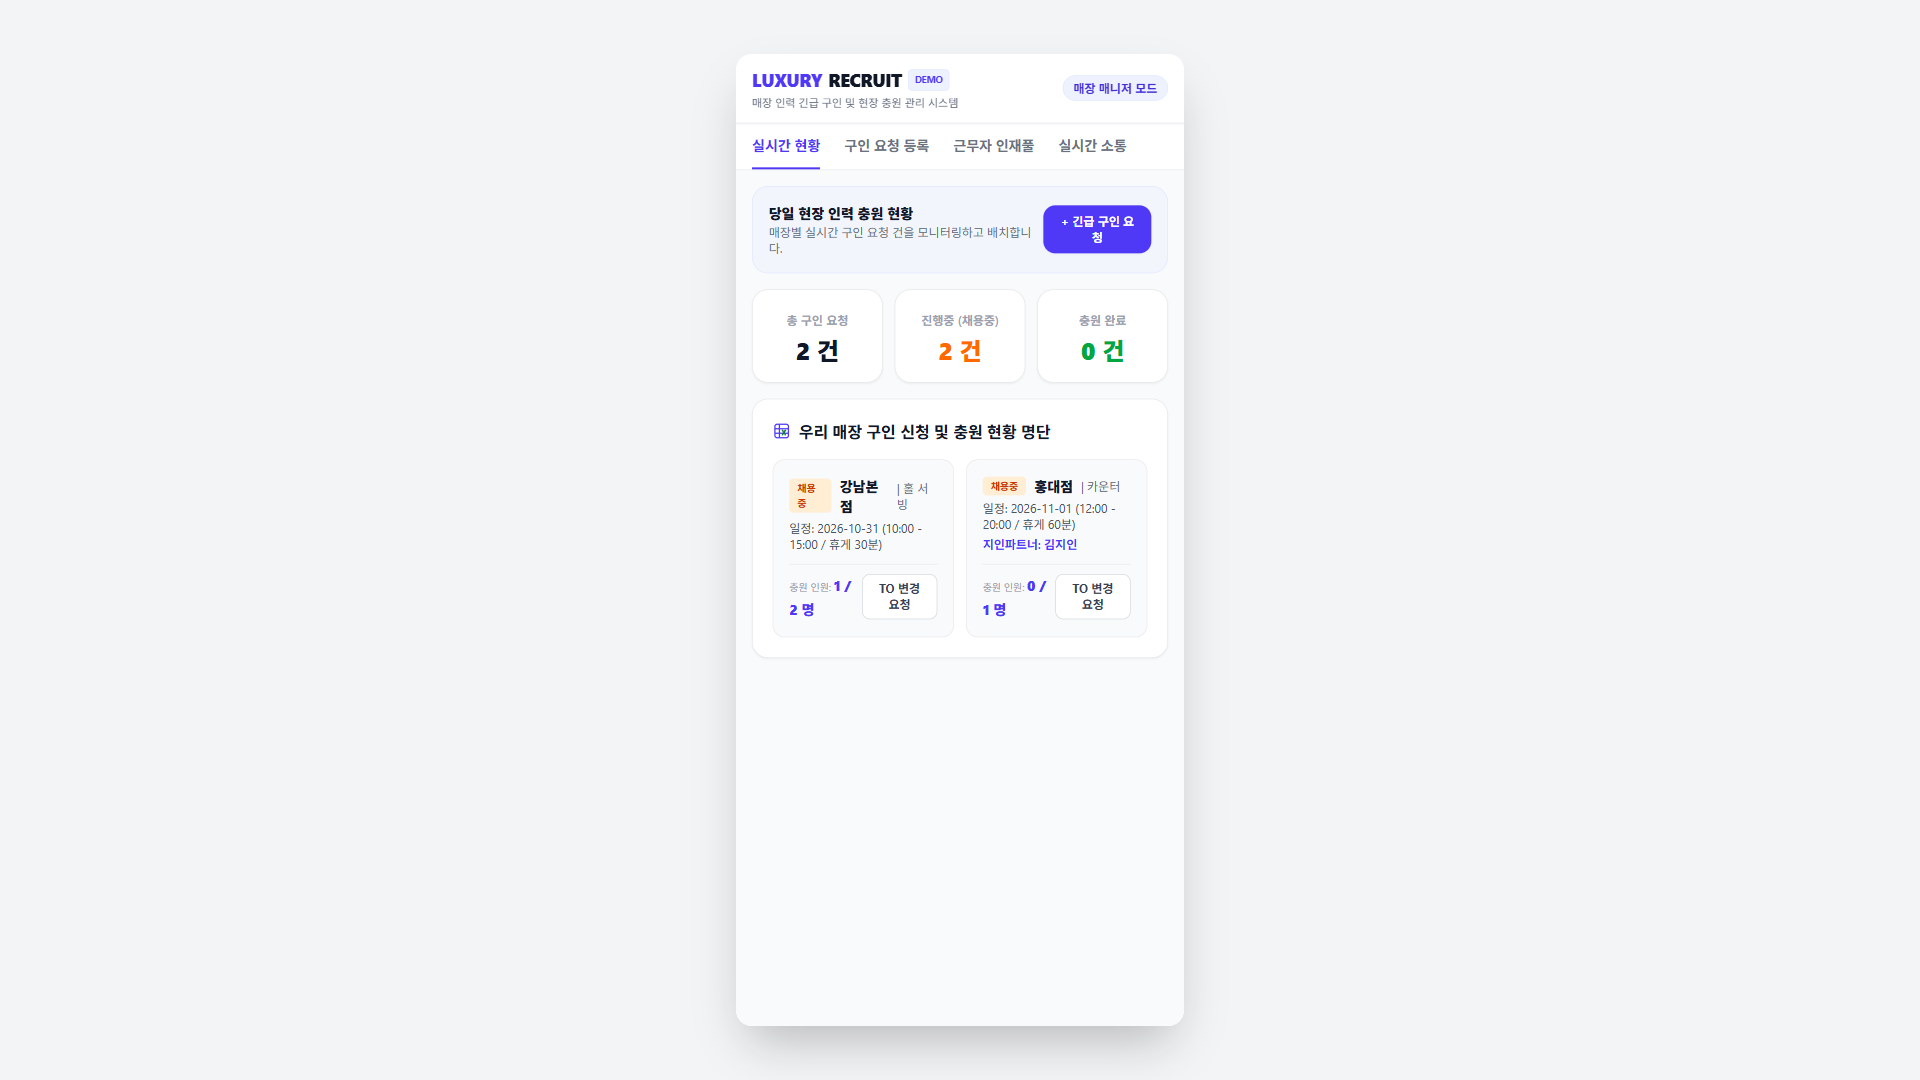 LUXURY RECRUIT DEMO
매장 인력 긴급 구인 및 현장 충원 관리 시스템
매장 매니저 모드
실시간 현황
구인 요청 등록
근무자 인재풀
실시간 소통
당일 현장 인력 충원 현황
매장별 실시간 구인 요청 건을 모니터링하고 배치합니
다.
+ 긴급 구인 요
청
총 구인 요청
2 건
진행중 (채용중)
2 건
충원 완료
0 건
우리 매장 구인 신청 및 충원 현황 명단
채용
중
강남본
점
| 홀 서
빙
일정: 2026-10-31 (10:00 -
15:00 / 휴게 30분)
충원 인원: 1 /
2 명
TO 변경
요청
채용중 홍대점 | 카운터
일정: 2026-11-01 (12:00 -
20:00 / 휴게 60분)
지인파트너: 김지인
충원 인원: 0 /
1 명
TO 변경
요청